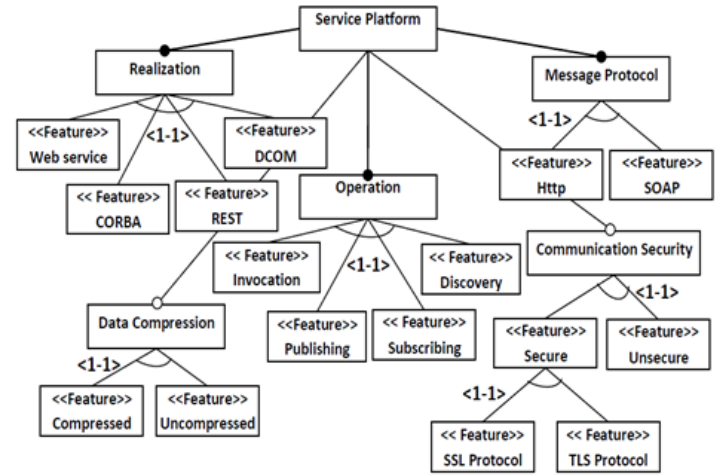 Service Platform
Realization
Message Protocol
<<Feature>>
Web service
<1-1>
<<Feature>>
DCOM
<1-1>
<<Feature>>
Http
<<Feature>>
SOAP
<< Feature>>
CORBA
<< Feature>>
REST
Operation
<< Feature>>
Invocation
<1-1>
<< Feature>>
Discovery
Communication Security
<1-1>
Data Compression
<<Feature>>
Publishing
<< Feature>>
Subscribing
<<Feature>>
Secure
<<Feature>>
Unsecure
<1-1>
<<Feature>>
Compressed
<<Feature>>
Uncompressed
<1-1>
<< Feature>>
SSL Protocol
<< Feature>>
TLS Protocol